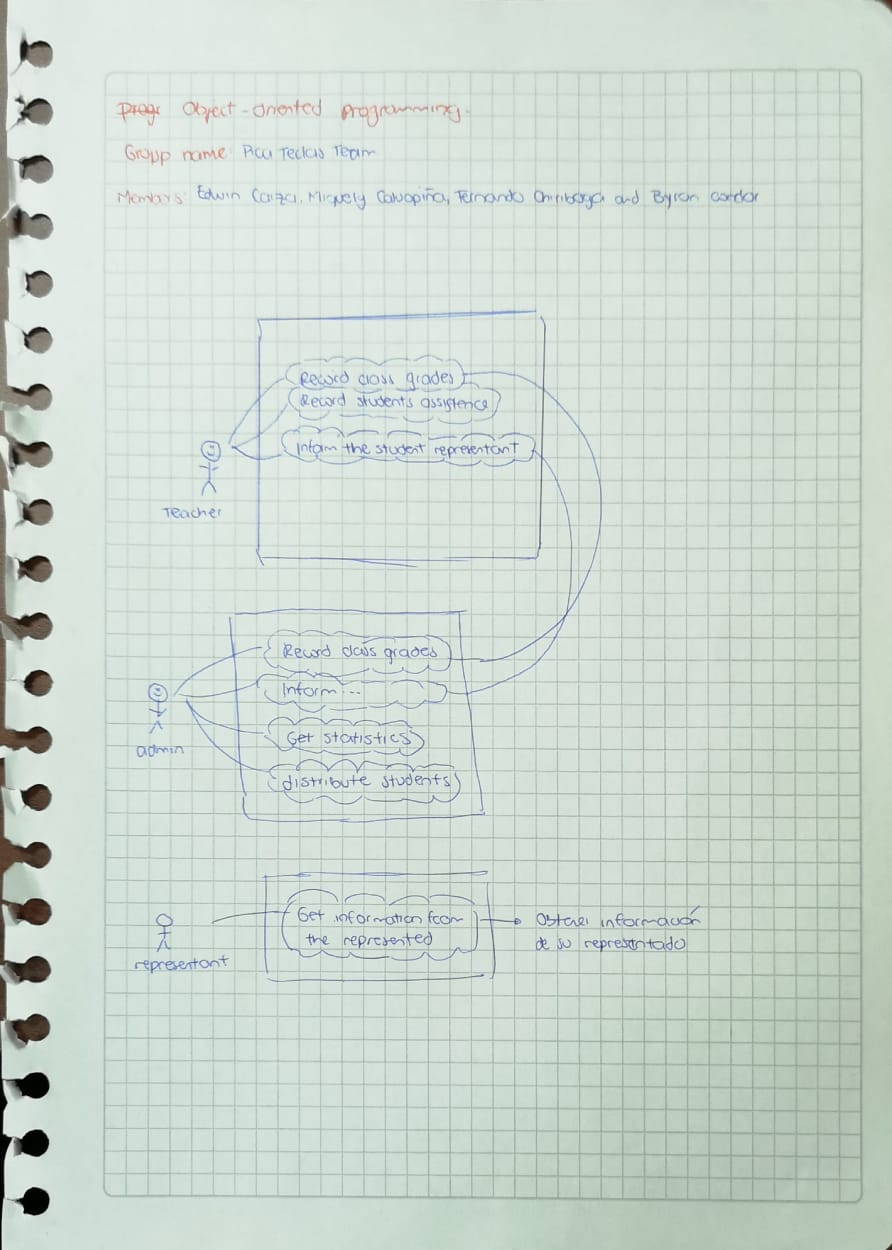 Object-oriented programming.
Group name: Pica Teclas Team
Members: Edwin Caiza, Miquely Calvopiña, Fernando Chiriboga and Byron condor
Record class grades
Record students assistence
Inform the student representant
Teacher
Record class grades
Inform...
Get statistics
admin
distribute students
Get information from
the represented
Obtener información
de su representado
representant